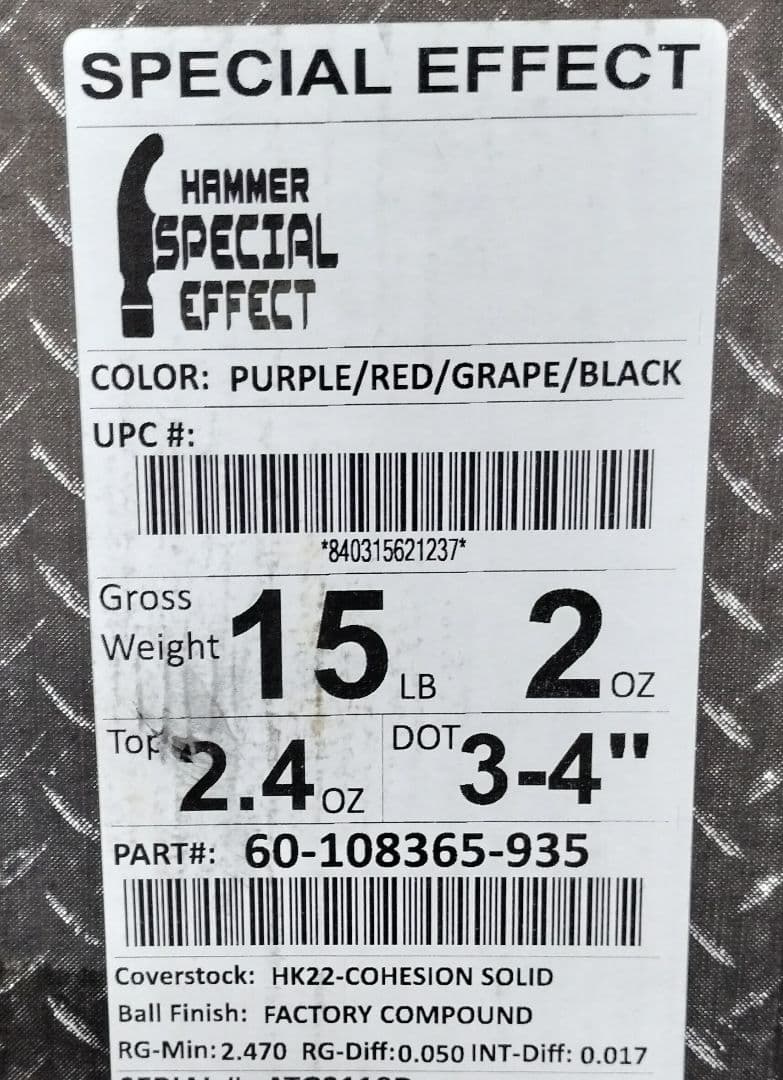 SPECIAL EFFECT
HAMMER
SPECIAL
EFFECT
COLOR: PURPLE/RED/GRAPE/BLACK
UPC #:
*840315621237*
Gross Weight 15 LB 2 OZ
Top 2.4 OZ DOT 3-4"
PART#: 60-108365-935
Coverstock: HK22-COHESION SOLID
Ball Finish: FACTORY COMPOUND
RG-Min: 2.470 RG-Diff: 0.050 INT-Diff: 0.017